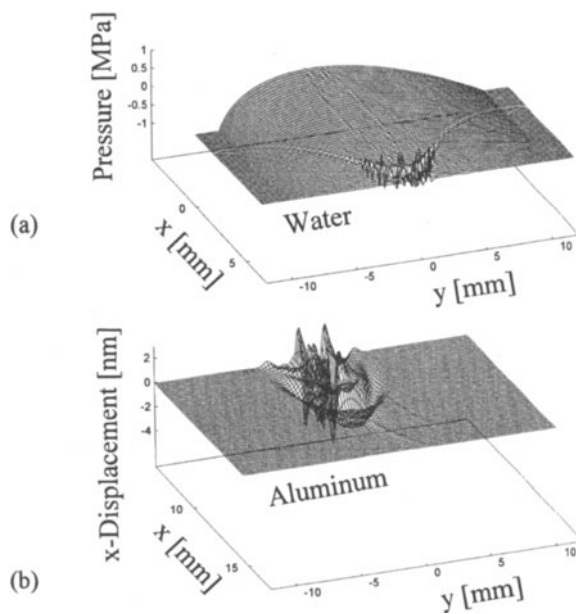 Pressure [MPa]
1
0.5
0
-0.5
-1
0
5
x [mm]
Water
-10
-5
0
5
10
y [mm]
(a)
x-Displacement [nm]
2
0
-2
-4
10
15
x [mm]
Aluminum
-10
-5
0
5
10
y [mm]
(b)